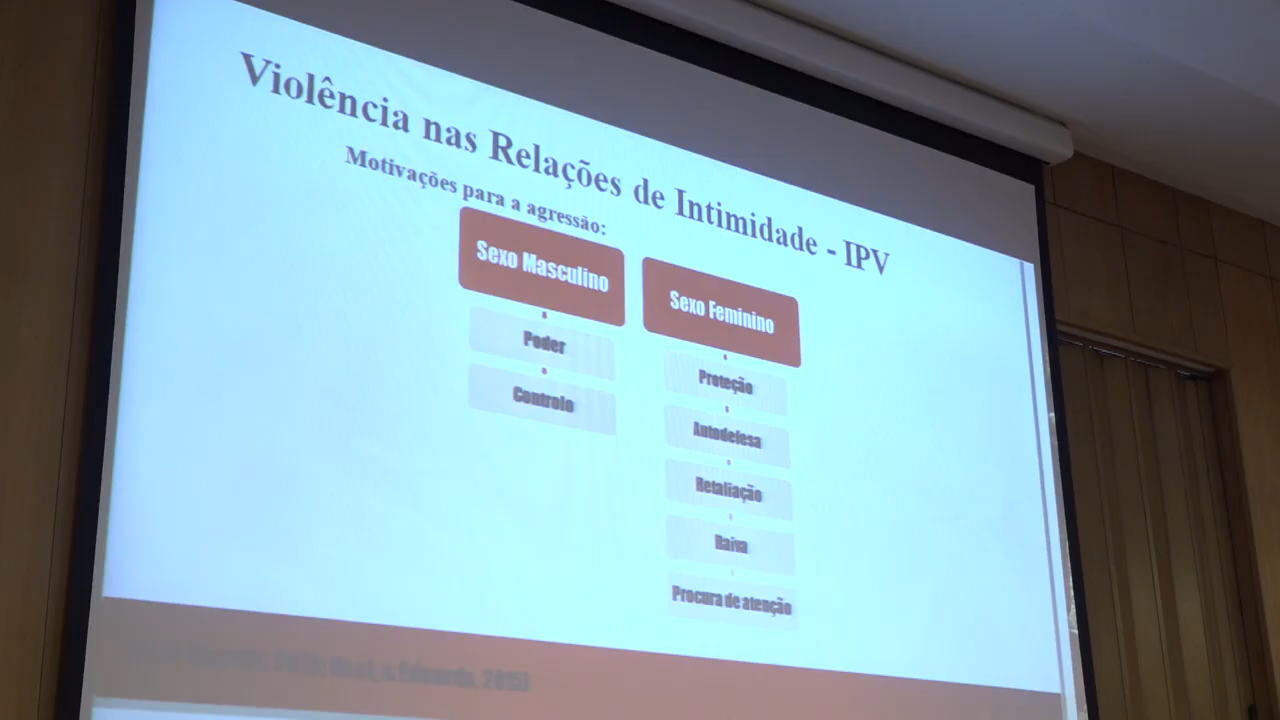 Violência nas Relações de Intimidade - IPV
Motivações para a agressão:
Sexo Masculino
Poder
Controlo
Sexo Feminino
Proteção
Autodefesa
Retaliação
Raiva
Procura de atenção